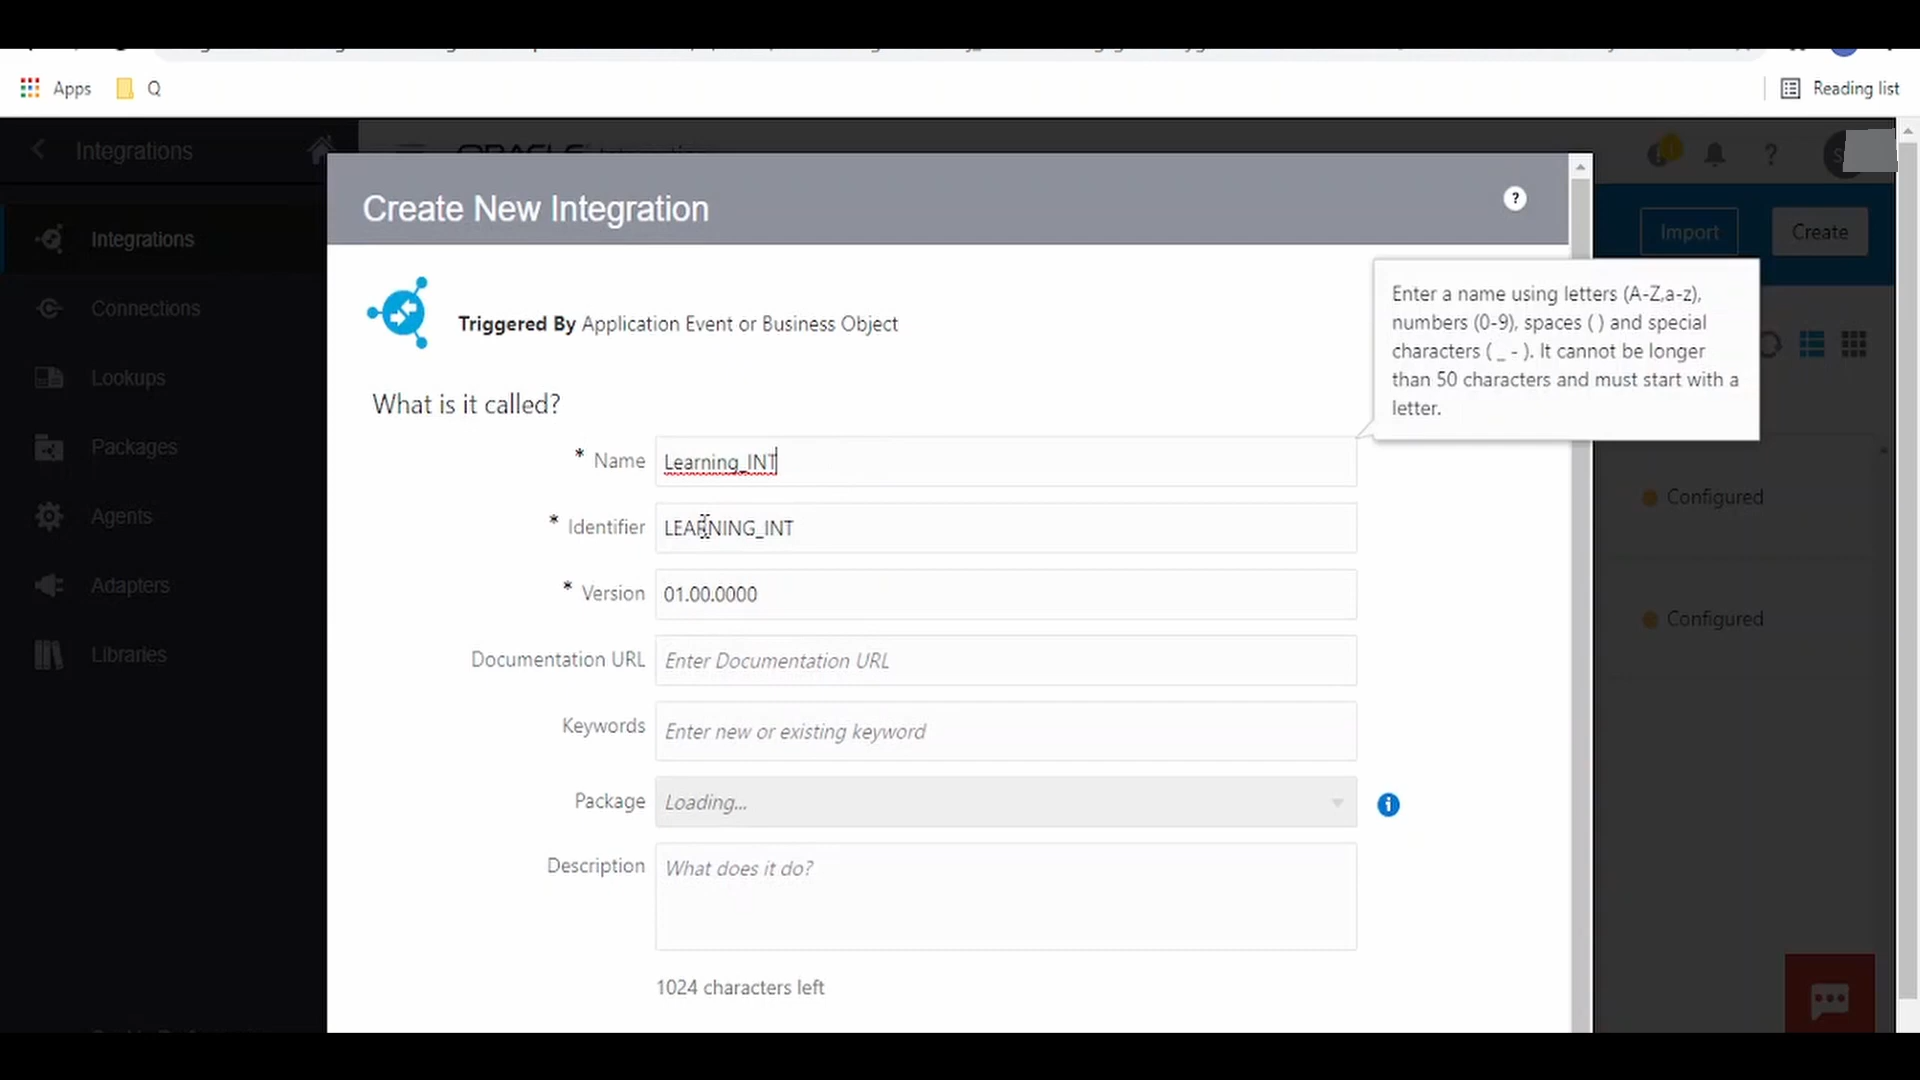 Apps
Q
Reading list
Integrations
Create New Integration
?
?
Import
Create
Integrations
Connections
Lookups
Packages
Agents
Adapters
Libraries
Triggered By Application Event or Business Object
Enter a name using letters (A-Z,a-z),
numbers (0-9), spaces ( ) and special
characters ( _ - ). It cannot be longer
than 50 characters and must start with a
letter.
What is it called?
* Name Learning_INT
* Identifier LEARNING_INT
* Version 01.00.0000
Documentation URL Enter Documentation URL
Keywords Enter new or existing keyword
Package Loading...
i
Description What does it do?
1024 characters left
Configured
Configured